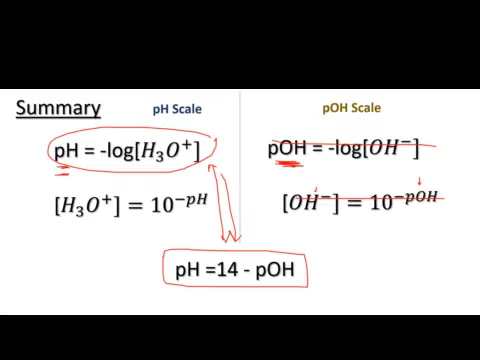 Summary
pH Scale
pOH Scale
pH = -log[H₃O⁺]
pOH = -log[OH⁻]
[H₃O⁺] = 10⁻ᵖᴴ
[OH⁻] = 10⁻ᵖᴼᴴ
pH =14 - pOH